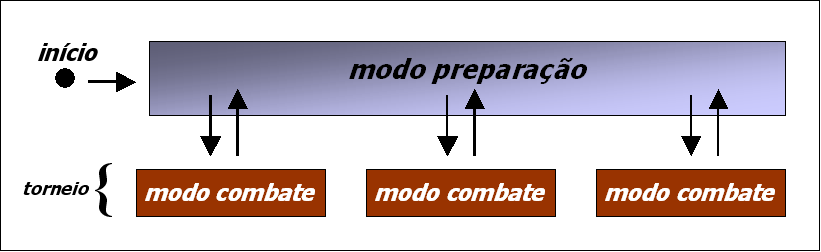 início
modo preparação
torneio
modo combate
modo combate
modo combate